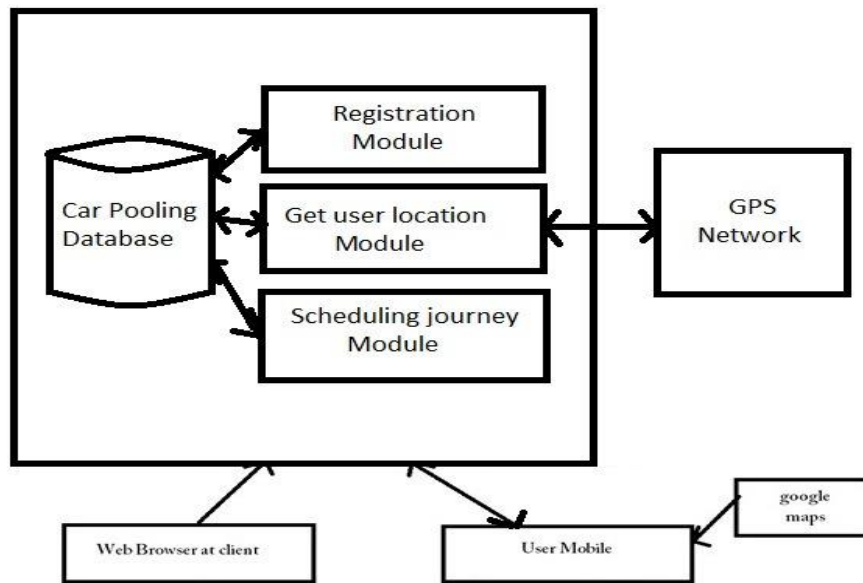 Registration
Module
Car Pooling
Database
Get user location
Module
GPS
Network
Scheduling journey
Module
google
maps
Web Browser at client
User Mobile